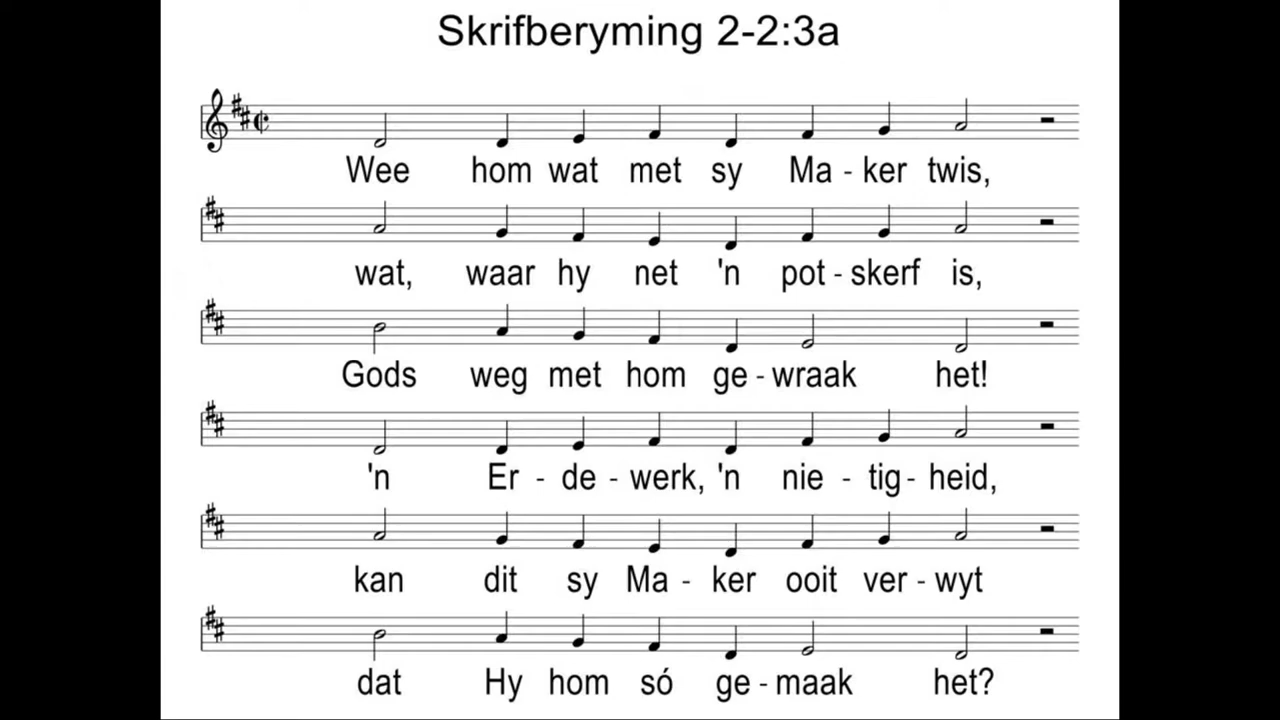 Skrifberyming 2-2:3a
Wee hom wat met sy Ma - ker twis,
wat, waar hy net 'n pot - skerf is,
Gods weg met hom ge - wraak het!
'n Er - de - werk, 'n nie - tig - heid,
kan dit sy Ma - ker ooit ver - wyt
dat Hy hom só ge - maak het?